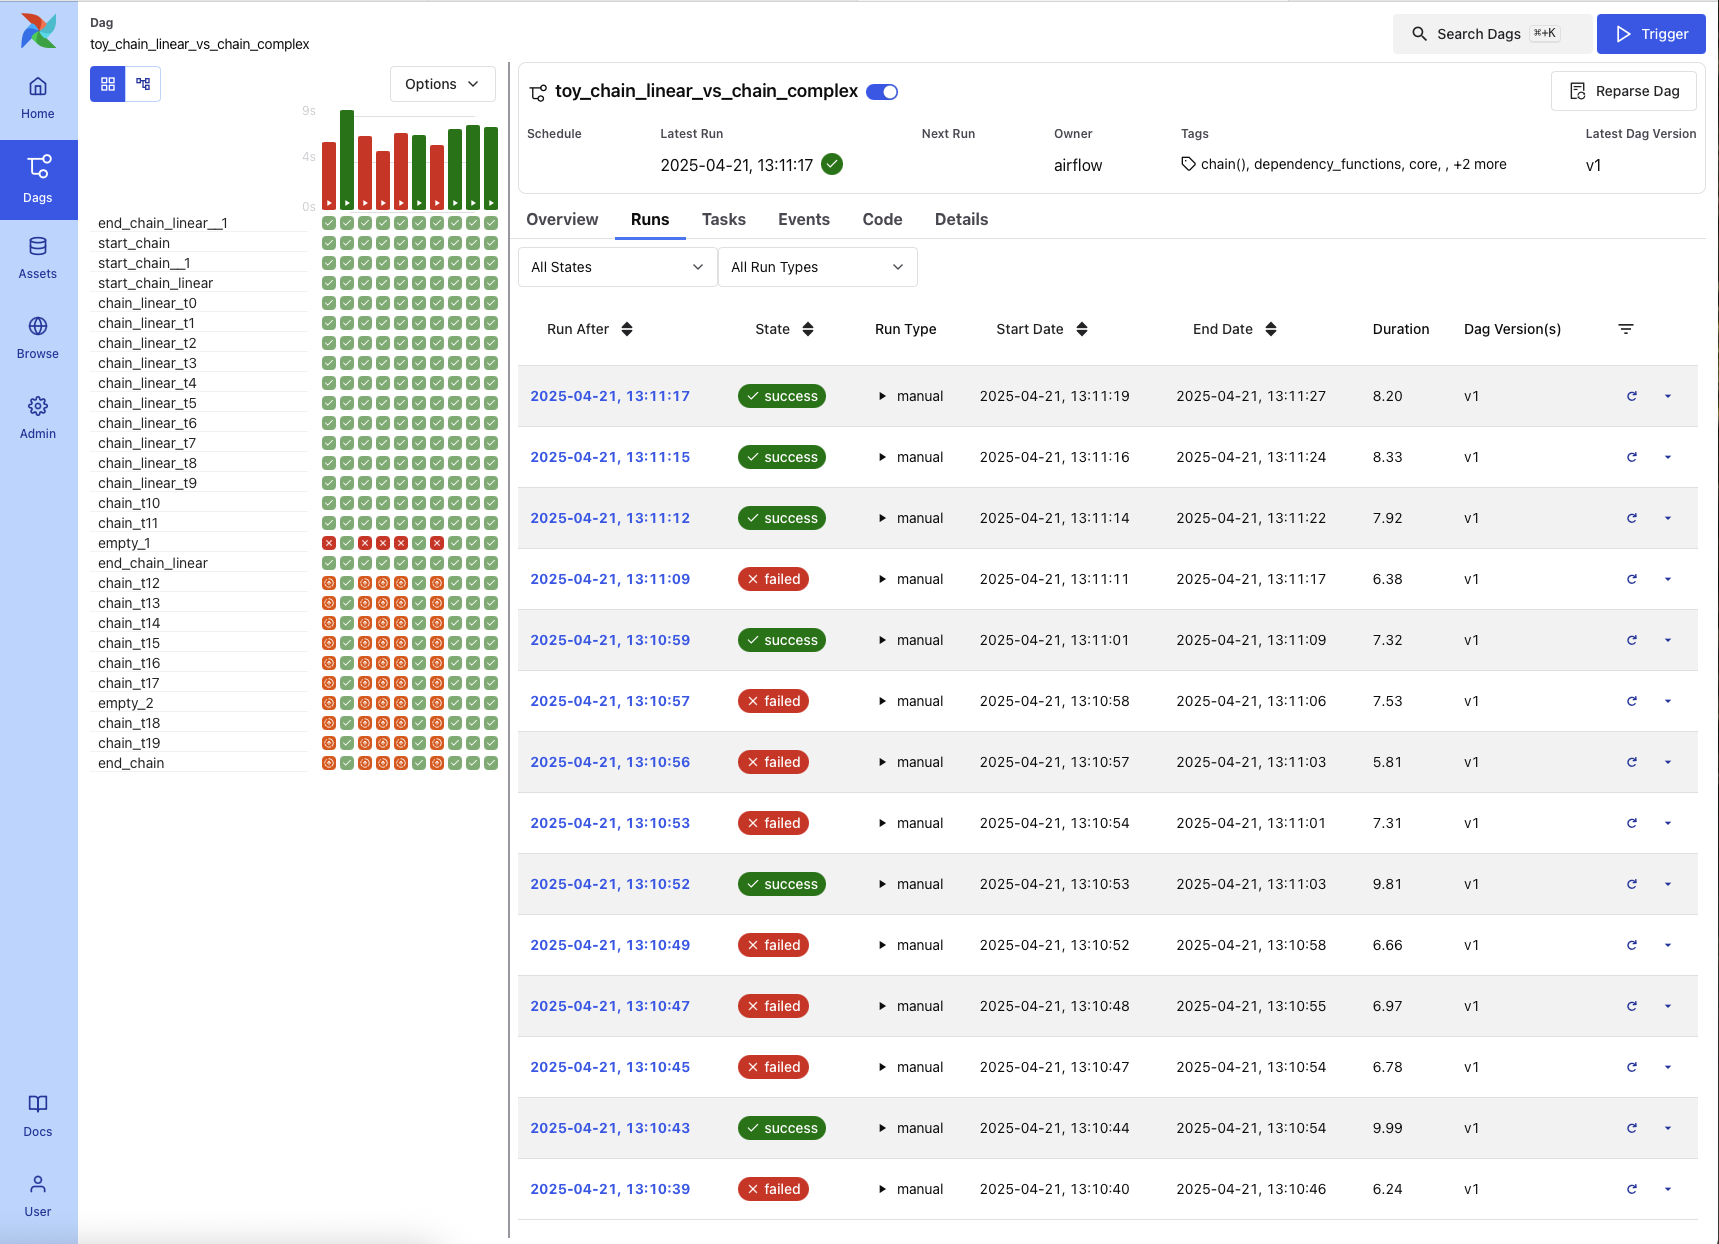 Dag
toy_chain_linear_vs_chain_complex
Search Dags ⌘+K
Trigger
Home
Dags
Assets
Browse
Admin
Docs
User
Options
9s
4s
0s
end_chain_linear__1
start_chain
start_chain__1
start_chain_linear
chain_linear_t0
chain_linear_t1
chain_linear_t2
chain_linear_t3
chain_linear_t4
chain_linear_t5
chain_linear_t6
chain_linear_t7
chain_linear_t8
chain_linear_t9
chain_t10
chain_t11
empty_1
end_chain_linear
chain_t12
chain_t13
chain_t14
chain_t15
chain_t16
chain_t17
empty_2
chain_t18
chain_t19
end_chain
toy_chain_linear_vs_chain_complex
Reparse Dag
Schedule Latest Run Next Run Owner Tags Latest Dag Version
2025-04-21, 13:11:17 airflow chain(), dependency_functions, core, , +2 more v1
Overview Runs Tasks Events Code Details
All States All Run Types
Run After State Run Type Start Date End Date Duration Dag Version(s)
2025-04-21, 13:11:17 success manual 2025-04-21, 13:11:19 2025-04-21, 13:11:27 8.20 v1
2025-04-21, 13:11:15 success manual 2025-04-21, 13:11:16 2025-04-21, 13:11:24 8.33 v1
2025-04-21, 13:11:12 success manual 2025-04-21, 13:11:14 2025-04-21, 13:11:22 7.92 v1
2025-04-21, 13:11:09 failed manual 2025-04-21, 13:11:11 2025-04-21, 13:11:17 6.38 v1
2025-04-21, 13:10:59 success manual 2025-04-21, 13:11:01 2025-04-21, 13:11:09 7.32 v1
2025-04-21, 13:10:57 failed manual 2025-04-21, 13:10:58 2025-04-21, 13:11:06 7.53 v1
2025-04-21, 13:10:56 failed manual 2025-04-21, 13:10:57 2025-04-21, 13:11:03 5.81 v1
2025-04-21, 13:10:53 failed manual 2025-04-21, 13:10:54 2025-04-21, 13:11:01 7.31 v1
2025-04-21, 13:10:52 success manual 2025-04-21, 13:10:53 2025-04-21, 13:11:03 9.81 v1
2025-04-21, 13:10:49 failed manual 2025-04-21, 13:10:52 2025-04-21, 13:10:58 6.66 v1
2025-04-21, 13:10:47 failed manual 2025-04-21, 13:10:48 2025-04-21, 13:10:55 6.97 v1
2025-04-21, 13:10:45 failed manual 2025-04-21, 13:10:47 2025-04-21, 13:10:54 6.78 v1
2025-04-21, 13:10:43 success manual 2025-04-21, 13:10:44 2025-04-21, 13:10:54 9.99 v1
2025-04-21, 13:10:39 failed manual 2025-04-21, 13:10:40 2025-04-21, 13:10:46 6.24 v1